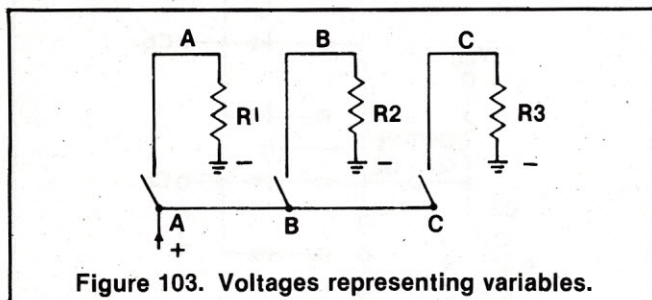 A B C
R1 R2 R3
– – –
A B C
+
Figure 103. Voltages representing variables.